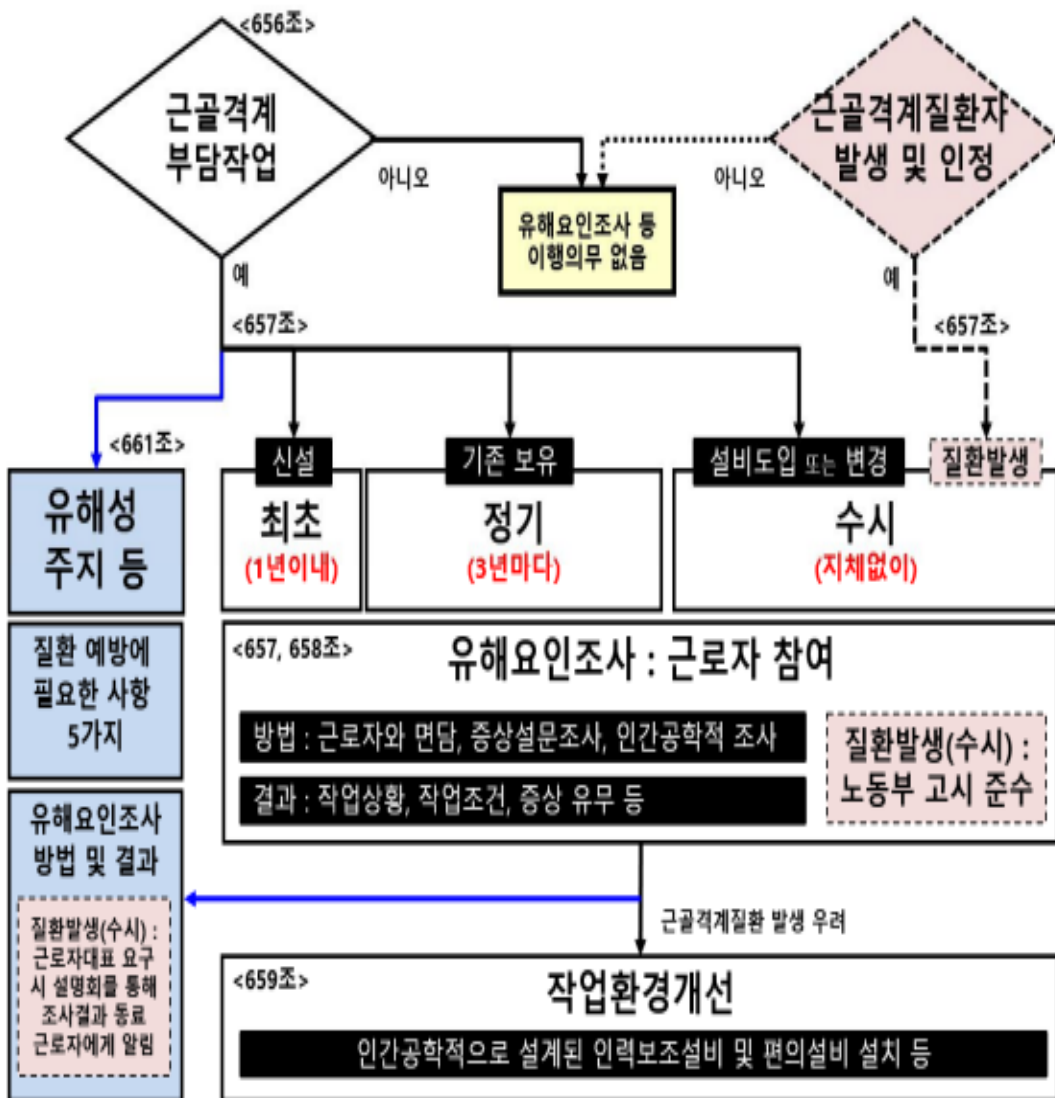 <656조>
근골격계
부담작업
근골격계질환자
발생 및 인정
아니오
아니오
유해요인조사 등
이행의무 없음
예
예
<657조>
<657조>
<661조>
신설
기존 보유
설비도입 또는 변경
질환발생
유해성
주지 등
최초
(1년이내)
정기
(3년마다)
수시
(지체없이)
질환 예방에
필요한 사항
5가지
<657, 658조>
유해요인조사 : 근로자 참여
방법 : 근로자와 면담, 증상설문조사, 인간공학적 조사
결과 : 작업상황, 작업조건, 증상 유무 등
질환발생(수시) :
노동부 고시 준수
유해요인조사
방법 및 결과
질환발생(수시) :
근로자대표 요구
시 설명회를 통해
조사결과 동료
근로자에게 알림
근골격계질환 발생 우려
<659조>
작업환경개선
인간공학적으로 설계된 인력보조설비 및 편의설비 설치 등